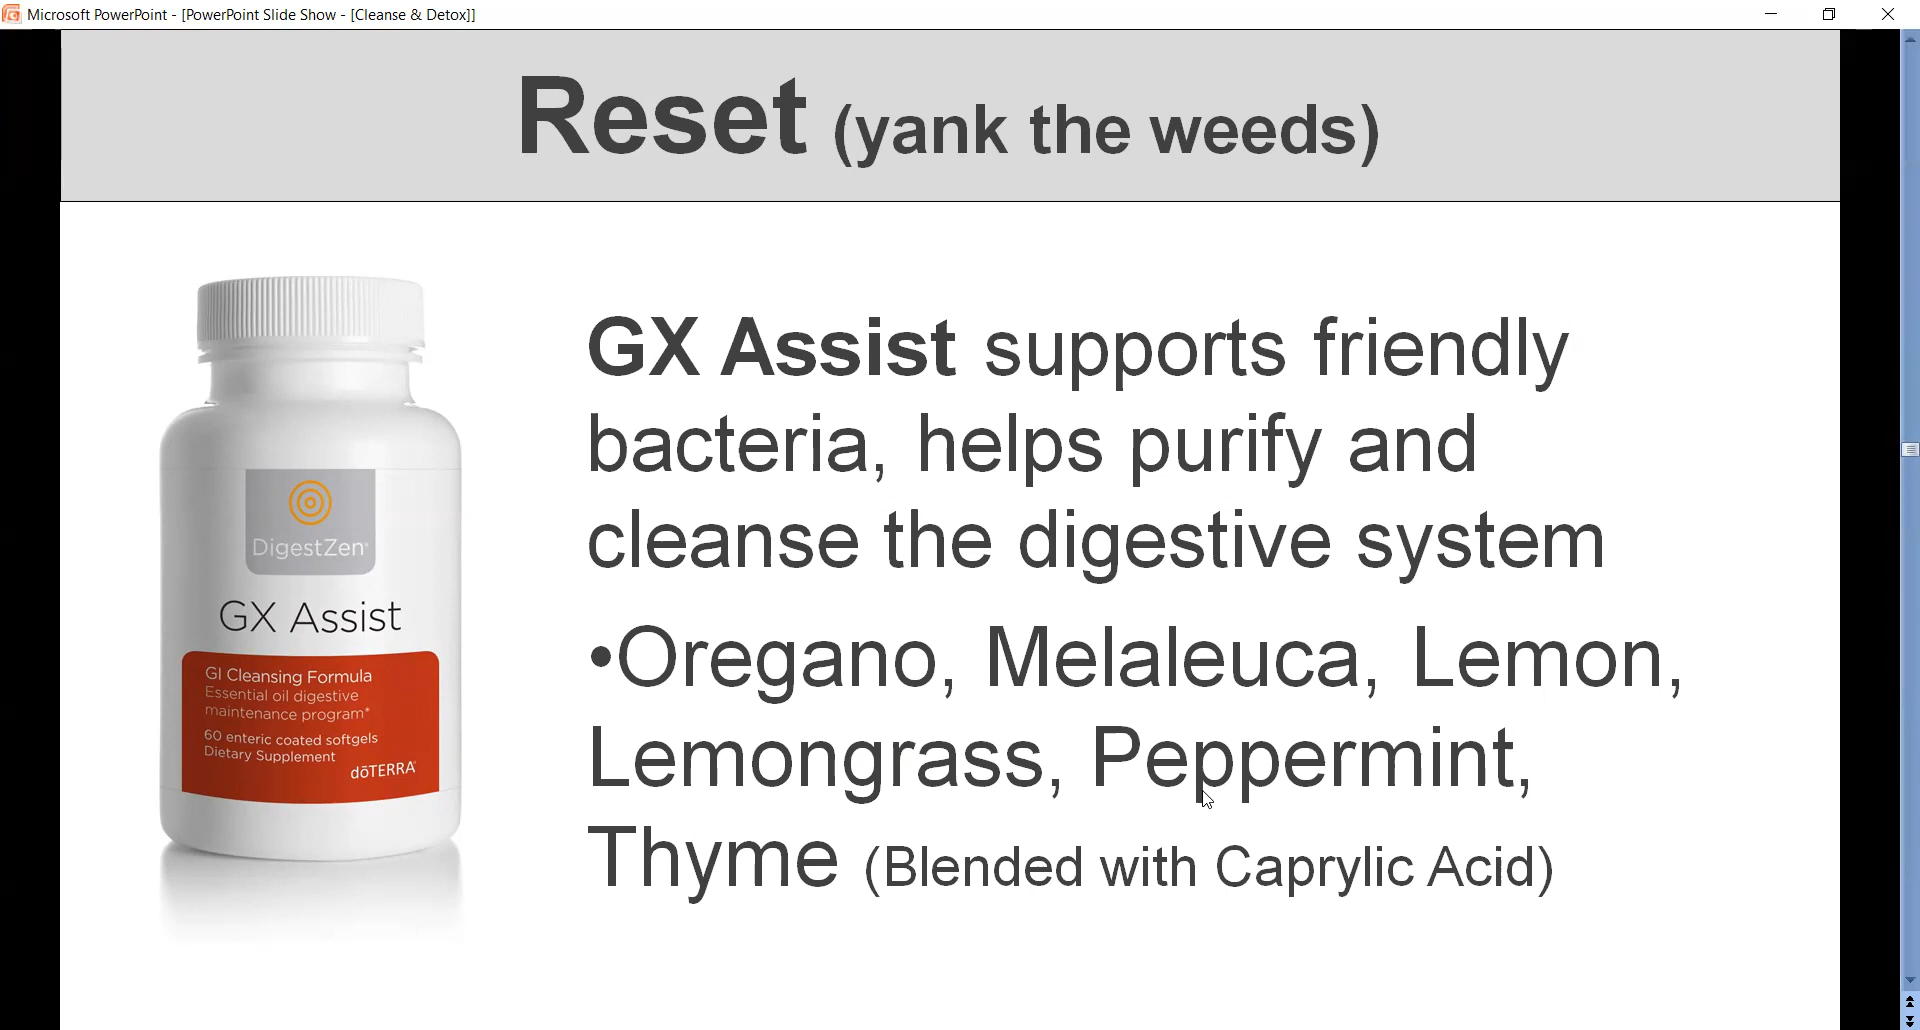 Microsoft PowerPoint - [PowerPoint Slide Show - [Cleanse & Detox]]
Reset (yank the weeds)
GX Assist supports friendly
bacteria, helps purify and
cleanse the digestive system
•Oregano, Melaleuca, Lemon,
Lemongrass, Peppermint,
Thyme (Blended with Caprylic Acid)
DigestZen®
GX Assist
GI Cleansing Formula
Essential oil digestive
maintenance program*
60 enteric coated softgels
Dietary Supplement
dōTERRA®